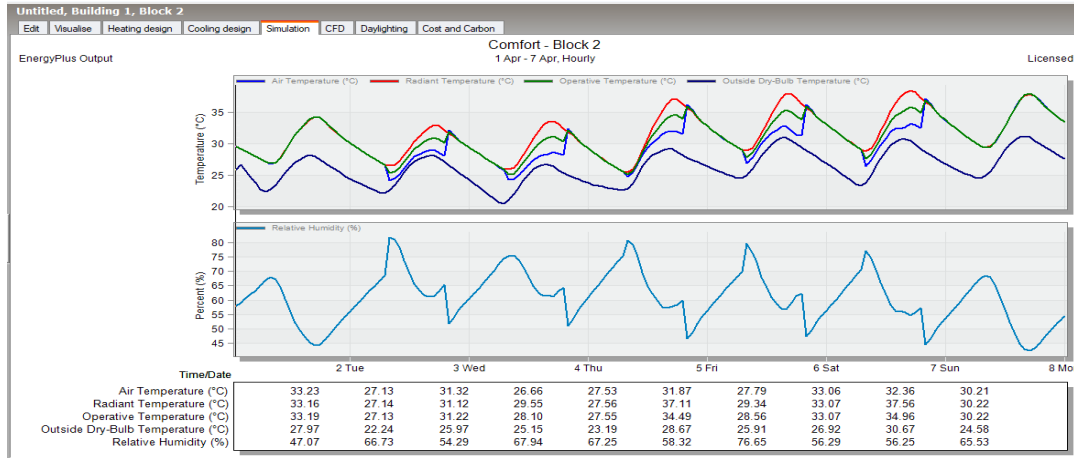 Untitled, Building 1, Block 2
Edit Visualise Heating design Cooling design Simulation CFD Daylighting Cost and Carbon
Comfort - Block 2
EnergyPlus Output 1 Apr - 7 Apr, Hourly Licensed
Air Temperature (°C) Radiant Temperature (°C) Operative Temperature (°C) Outside Dry-Bulb Temperature (°C)
Temperature (°C)
35
30
25
20
Relative Humidity (%)
Percent (%)
80
75
70
65
60
55
50
45
2 Tue 3 Wed 4 Thu 5 Fri 6 Sat 7 Sun 8 Mo
Time/Date
Air Temperature (°C) 33.23 27.13 31.32 26.66 27.53 31.87 27.79 33.06 32.36 30.21
Radiant Temperature (°C) 33.16 27.14 31.12 29.55 27.56 37.11 29.34 33.07 37.56 30.22
Operative Temperature (°C) 33.19 27.13 31.22 28.10 27.55 34.49 28.56 33.07 34.96 30.22
Outside Dry-Bulb Temperature (°C) 27.97 22.24 25.97 25.15 23.19 28.67 25.91 26.92 30.67 24.58
Relative Humidity (%) 47.07 66.73 54.29 67.94 67.25 58.32 76.65 56.29 56.25 65.53